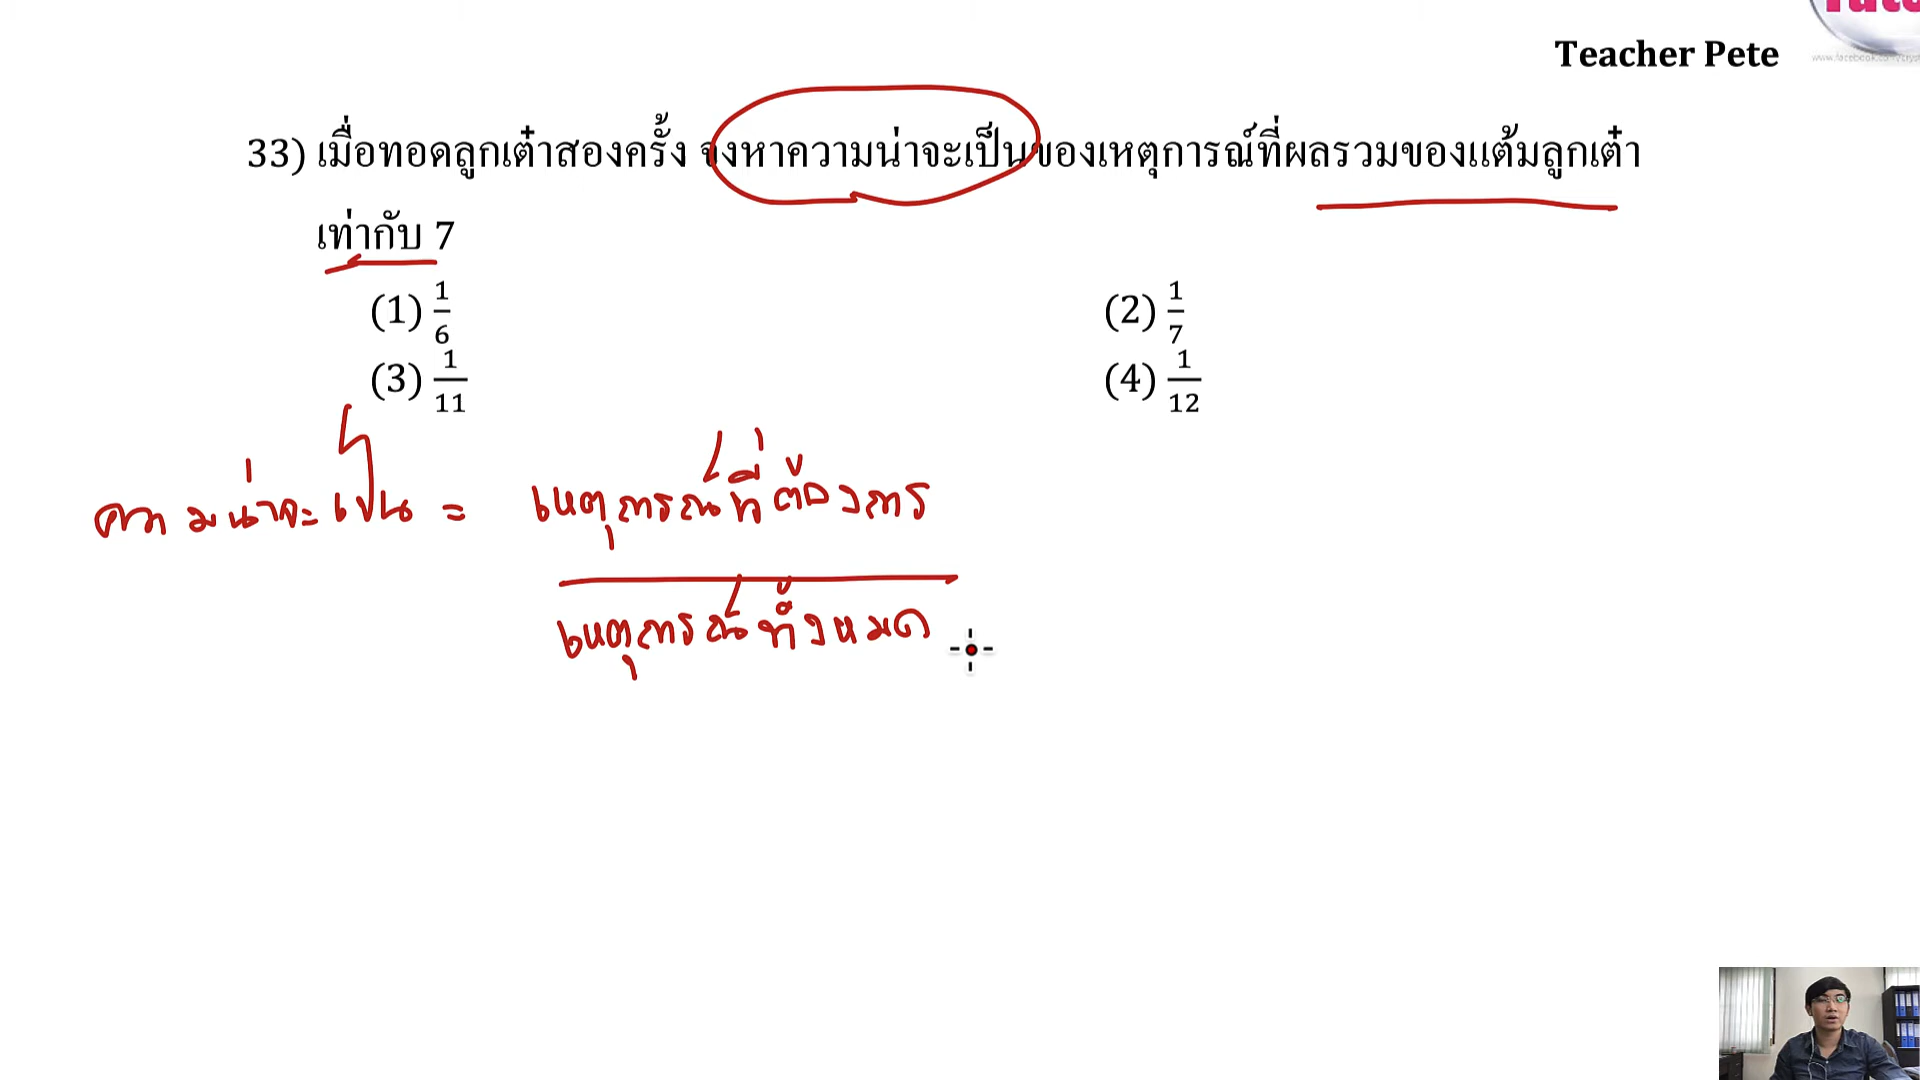 Teacher Pete
33) เมื่อทอดลูกเต๋าสองครั้ง จงหาความน่าจะเป็นของเหตุการณ์ที่ผลรวมของแต้มลูกเต๋า
เท่ากับ 7
(1) 1/6 (2) 1/7
(3) 1/11 (4) 1/12
ความน่าจะเป็น = เหตุการณ์ที่ต้องการ
เหตุการณ์ทั้งหมด